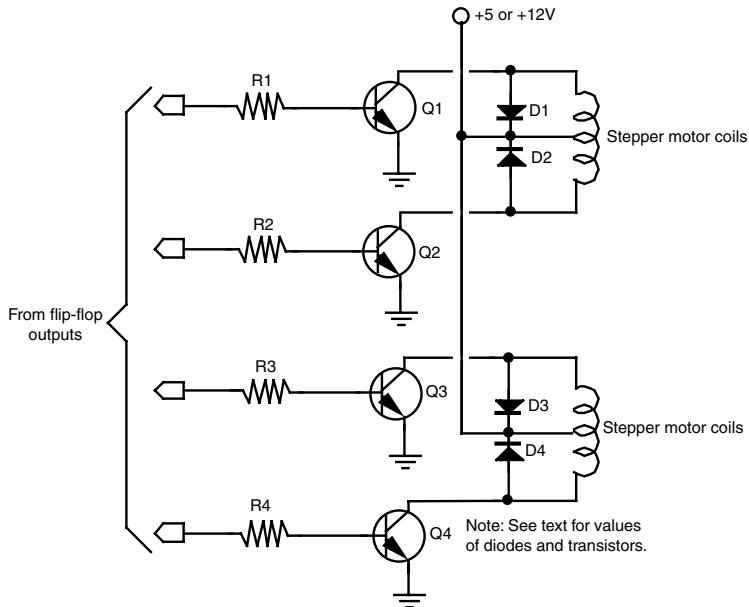 +5 or +12V
R1
Q1
D1
Stepper motor coils
D2
R2
Q2
From flip-flop
outputs
R3
Q3
D3
Stepper motor coils
D4
R4
Q4
Note: See text for values
of diodes and transistors.